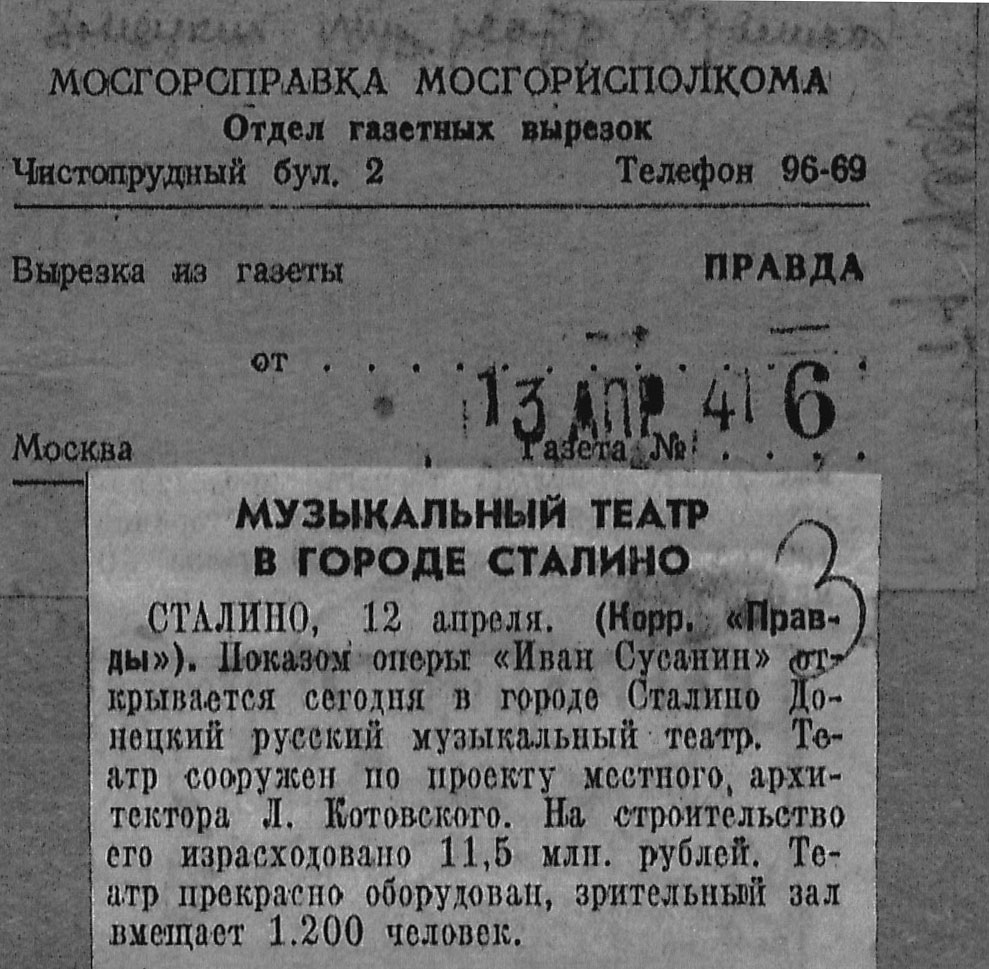 МОСГОРСПРАВКА МОСГОРИСПОЛКОМА
Отдел газетных вырезок
Чистопрудный бул. 2 Телефон 96-69
Вырезка из газеты ПРАВДА
от . . . . . . . . . . .
13 АПР. 41 6
Москва Газета № . . . .
МУЗЫКАЛЬНЫЙ ТЕАТР
В ГОРОДЕ СТАЛИНО
3
СТАЛИНО, 12 апреля. (Корр. «Прав-
ды»). Показом оперы «Иван Сусанин» от-
крывается сегодня в городе Сталино До-
нецкий русский музыкальный театр. Те-
атр сооружен по проекту местного архи-
тектора Л. Котовского. На строительство
его израсходовано 11,5 млн. рублей. Те-
атр прекрасно оборудован, зрительный зал
вмещает 1.200 человек.